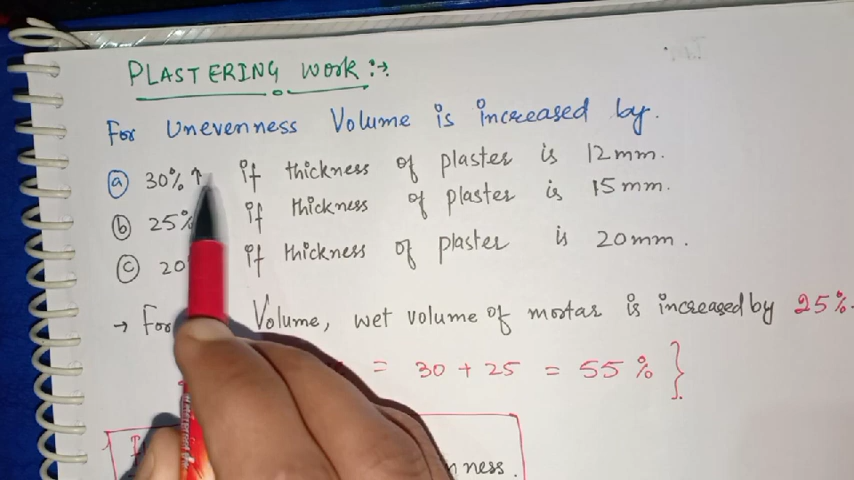 PLASTERING WORK:→
For Unevenness Volume is increased by.
(a) 30% ↑ if thickness of plaster is 12mm.
(b) 25% if thickness of plaster is 15mm.
(c) 20 if thickness of plaster is 20mm.
→ For Volume, wet volume of mortar is increased by 25%.
= 30 + 25 = 55% }